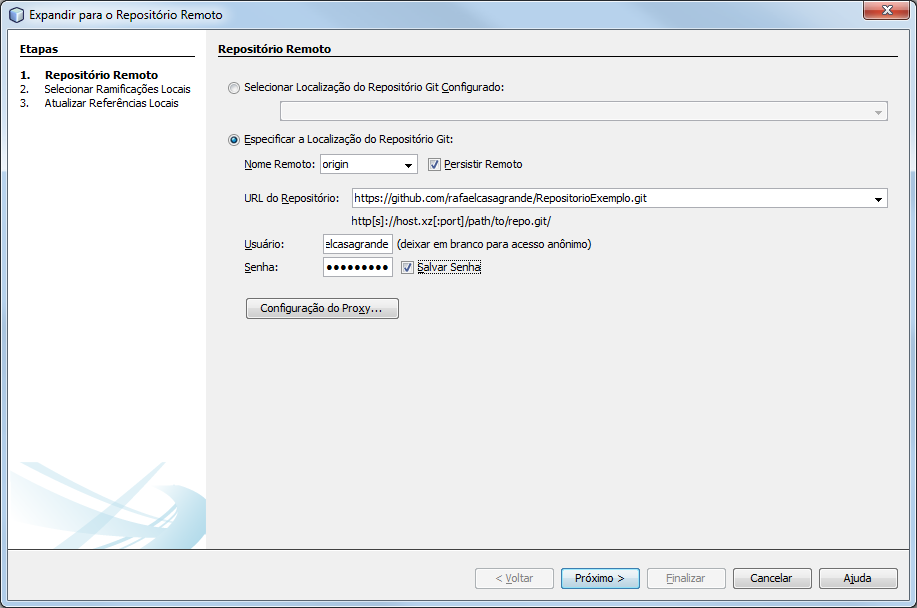 Expandir para o Repositório Remoto
Etapas
1. Repositório Remoto
2. Selecionar Ramificações Locais
3. Atualizar Referências Locais
Repositório Remoto
Selecionar Localização do Repositório Git Configurado:
Especificar a Localização do Repositório Git:
Nome Remoto: origin Persistir Remoto
URL do Repositório: https://github.com/rafaelcasagrande/RepositorioExemplo.git
http[s]://host.xz[:port]/path/to/repo.git/
Usuário: elcasagrande (deixar em branco para acesso anônimo)
Senha: ●●●●●●●●● Salvar Senha
Configuração do Proxy...
< Voltar Próximo > Finalizar Cancelar Ajuda